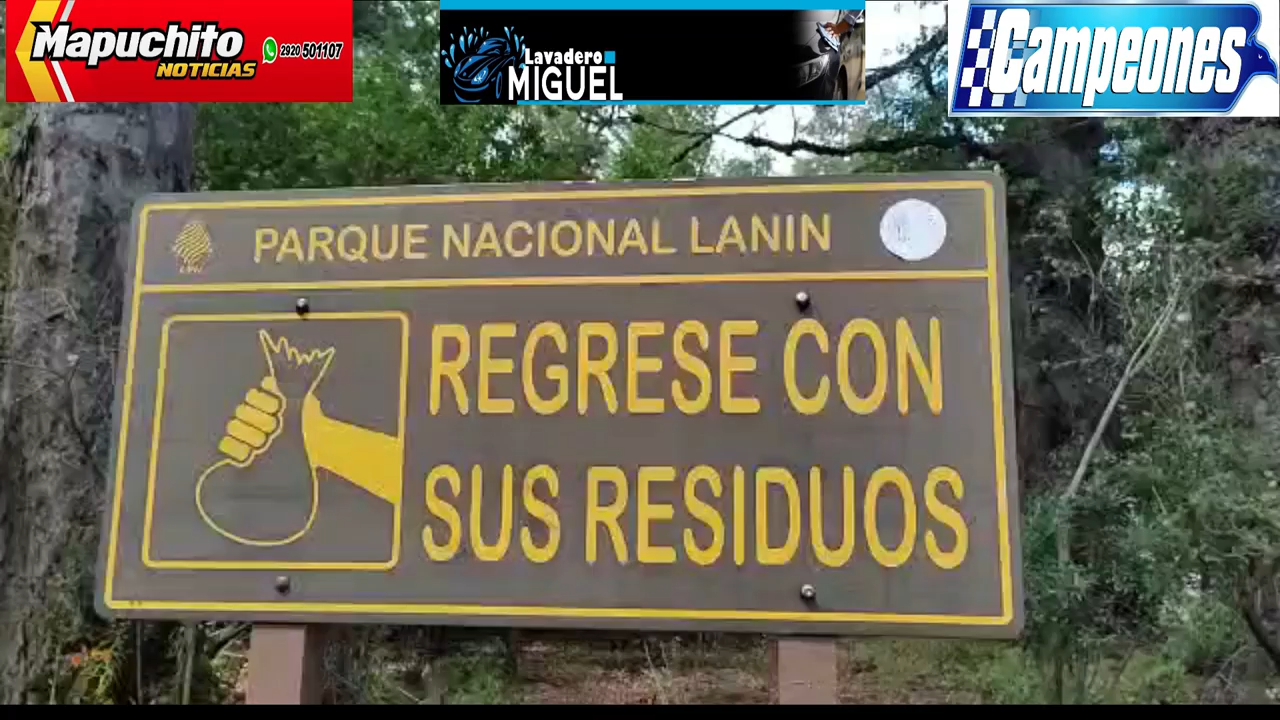 Mapuchito
NOTICIAS
2920 501107
Lavadero
MIGUEL
Campeones
PARQUE NACIONAL LANIN
REGRESE CON
SUS RESIDUOS